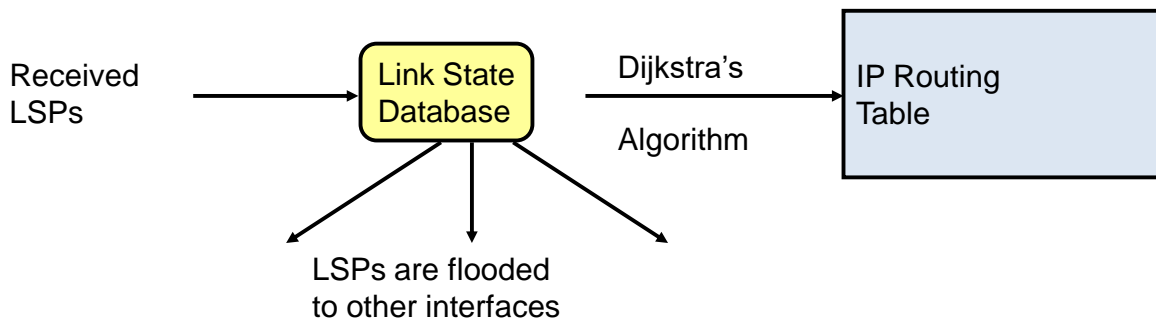 Received
LSPs
Link State
Database
Dijkstra’s
Algorithm
IP Routing
Table
LSPs are flooded
to other interfaces